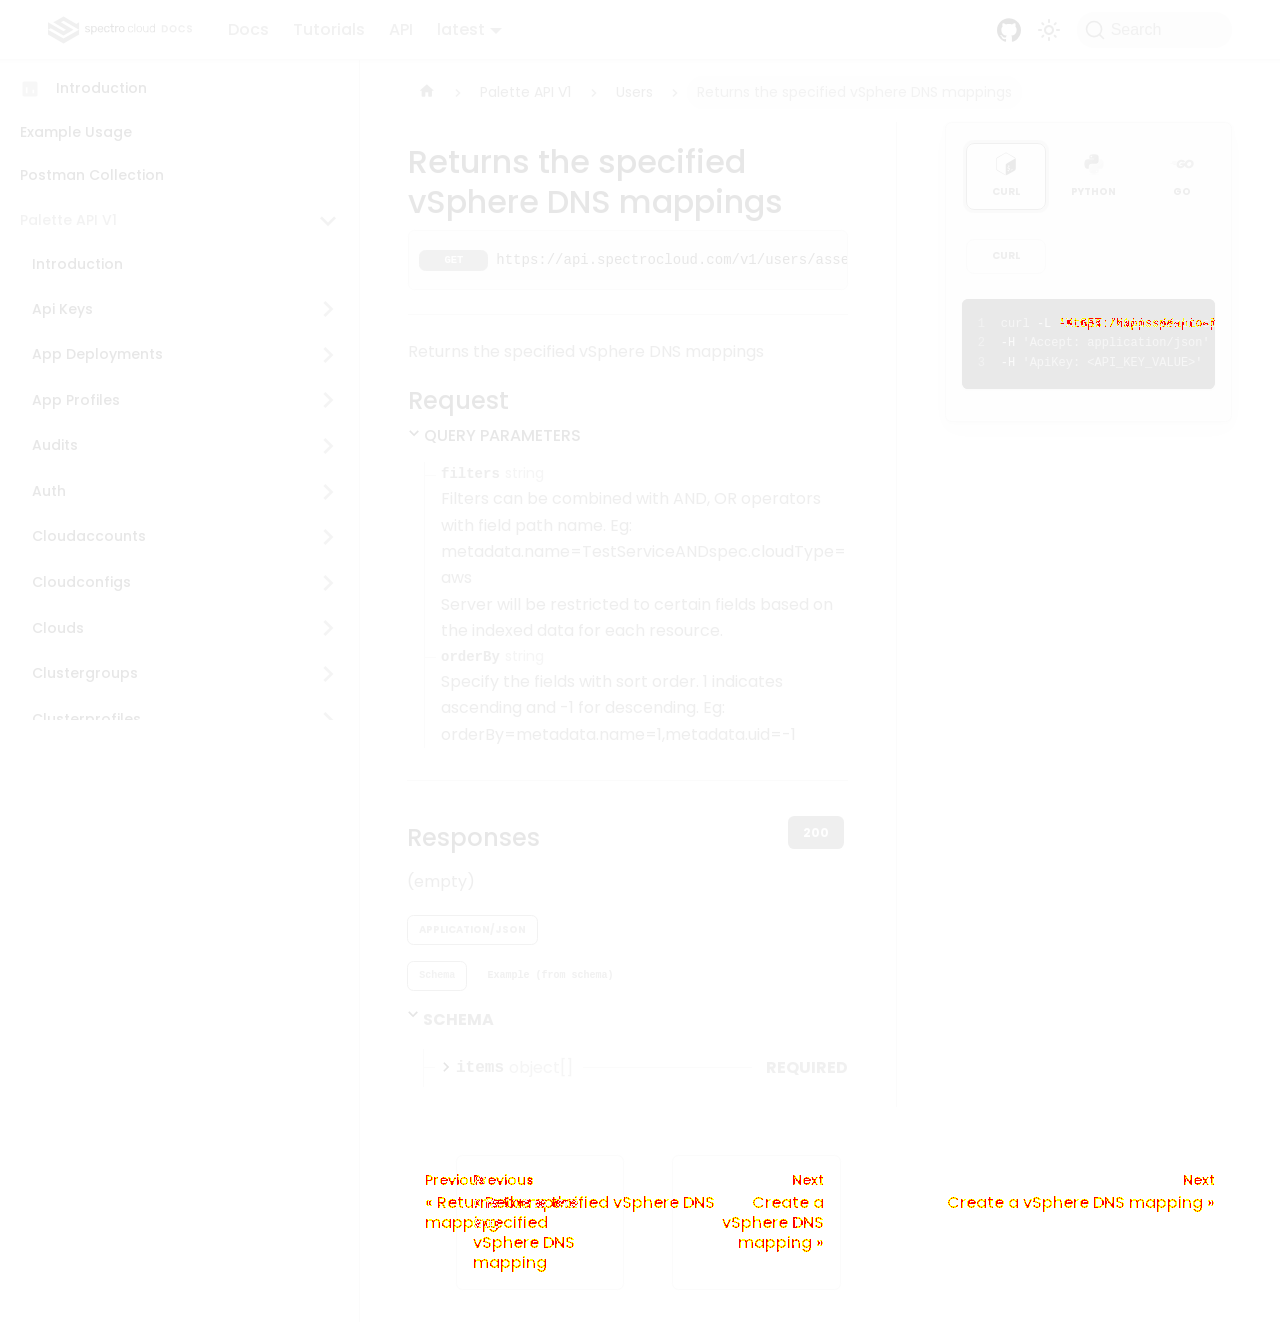 spectro cloud DOCS
Docs
Tutorials
API
latest
Search
Introduction
Example Usage
Postman Collection
Palette API V1
Introduction
Api Keys
App Deployments
App Profiles
Audits
Auth
Cloudaccounts
Cloudconfigs
Clouds
Clustergroups
Clusterprofiles
Palette API V1
Users
Returns the specified vSphere DNS mappings
Returns the specified
vSphere DNS mappings
GET
https://api.spectrocloud.com/v1/users/asse
Returns the specified vSphere DNS mappings
Request
QUERY PARAMETERS
filters string
Filters can be combined with AND, OR operators
with field path name. Eg:
metadata.name=TestServiceANDspec.cloudType=
aws
Server will be restricted to certain fields based on
the indexed data for each resource.
orderBy string
Specify the fields with sort order. 1 indicates
ascending and -1 for descending. Eg:
orderBy=metadata.name=1,metadata.uid=-1
Responses
200
(empty)
APPLICATION/JSON
Schema
Example (from schema)
SCHEMA
items object[]
REQUIRED
CURL
PYTHON
GO
CURL
1 curl -L
2 -H 'Accept: application/json'
3 -H 'ApiKey: <API_KEY_VALUE>'
Previous
Previous
specified
mapping
vSphere DNS
mapping
Next
Create a
vSphere DNS
mapping »
Next
Create a vSphere DNS mapping »